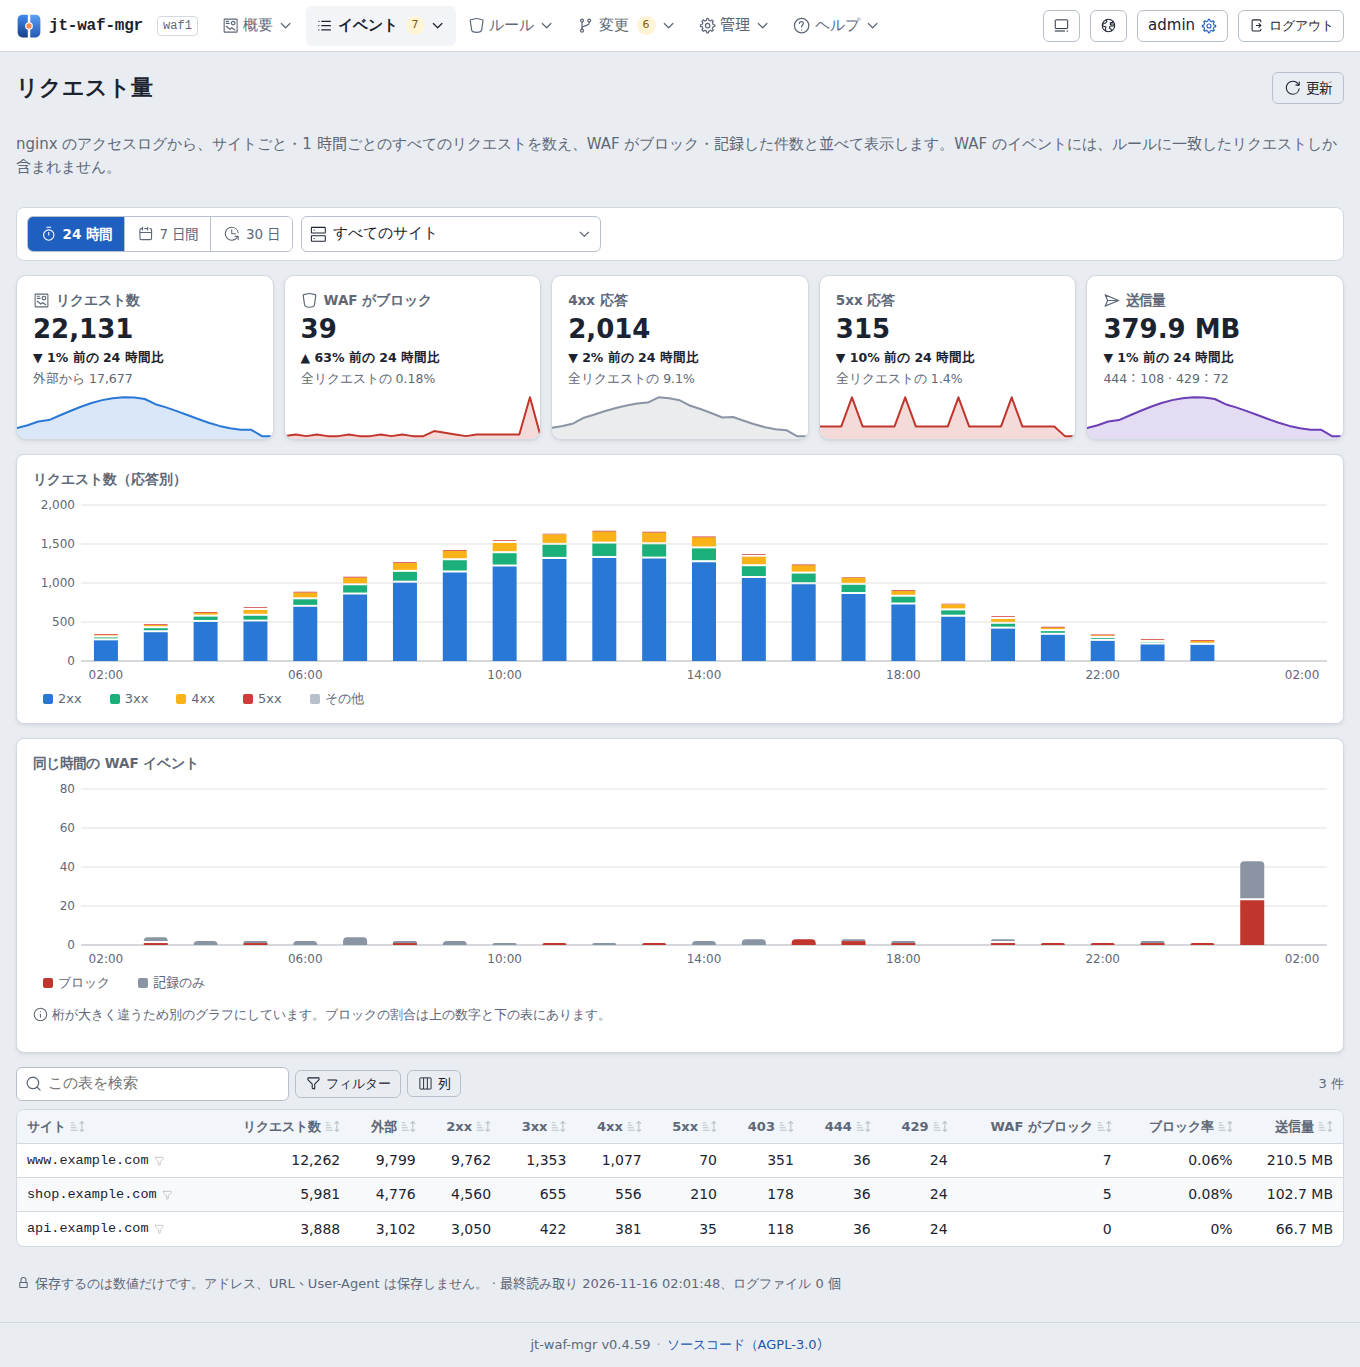 jt-waf-mgr waf1 概要 イベント 7 ルール 変更 6 管理 ヘルプ admin ログアウト
リクエスト量 更新
nginx のアクセスログから、サイトごと・1 時間ごとのすべてのリクエストを数え、WAF がブロック・記録した件数と並べて表示します。WAF のイベントには、ルールに一致したリクエストしか
含まれません。
24 時間 7 日間 30 日 すべてのサイト
リクエスト数 WAF がブロック 4xx 応答 5xx 応答 送信量
22,131 39 2,014 315 379.9 MB
▼ 1% 前の 24 時間比 ▲ 63% 前の 24 時間比 ▼ 2% 前の 24 時間比 ▼ 10% 前の 24 時間比 ▼ 1% 前の 24 時間比
外部から 17,677 全リクエストの 0.18% 全リクエストの 9.1% 全リクエストの 1.4% 444：108 · 429：72
リクエスト数（応答別）
2,000
1,500
1,000
500
0
02:00 06:00 10:00 14:00 18:00 22:00 02:00
2xx 3xx 4xx 5xx その他
同じ時間の WAF イベント
80
60
40
20
0
02:00 06:00 10:00 14:00 18:00 22:00 02:00
ブロック 記録のみ
桁が大きく違うため別のグラフにしています。ブロックの割合は上の数字と下の表にあります。
この表を検索 フィルター 列 3 件
サイト リクエスト数 外部 2xx 3xx 4xx 5xx 403 444 429 WAF がブロック ブロック率 送信量
www.example.com 12,262 9,799 9,762 1,353 1,077 70 351 36 24 7 0.06% 210.5 MB
shop.example.com 5,981 4,776 4,560 655 556 210 178 36 24 5 0.08% 102.7 MB
api.example.com 3,888 3,102 3,050 422 381 35 118 36 24 0 0% 66.7 MB
保存するのは数値だけです。アドレス、URL、User-Agent は保存しません。 · 最終読み取り 2026-11-16 02:01:48、ログファイル 0 個
jt-waf-mgr v0.4.59 · ソースコード（AGPL-3.0）